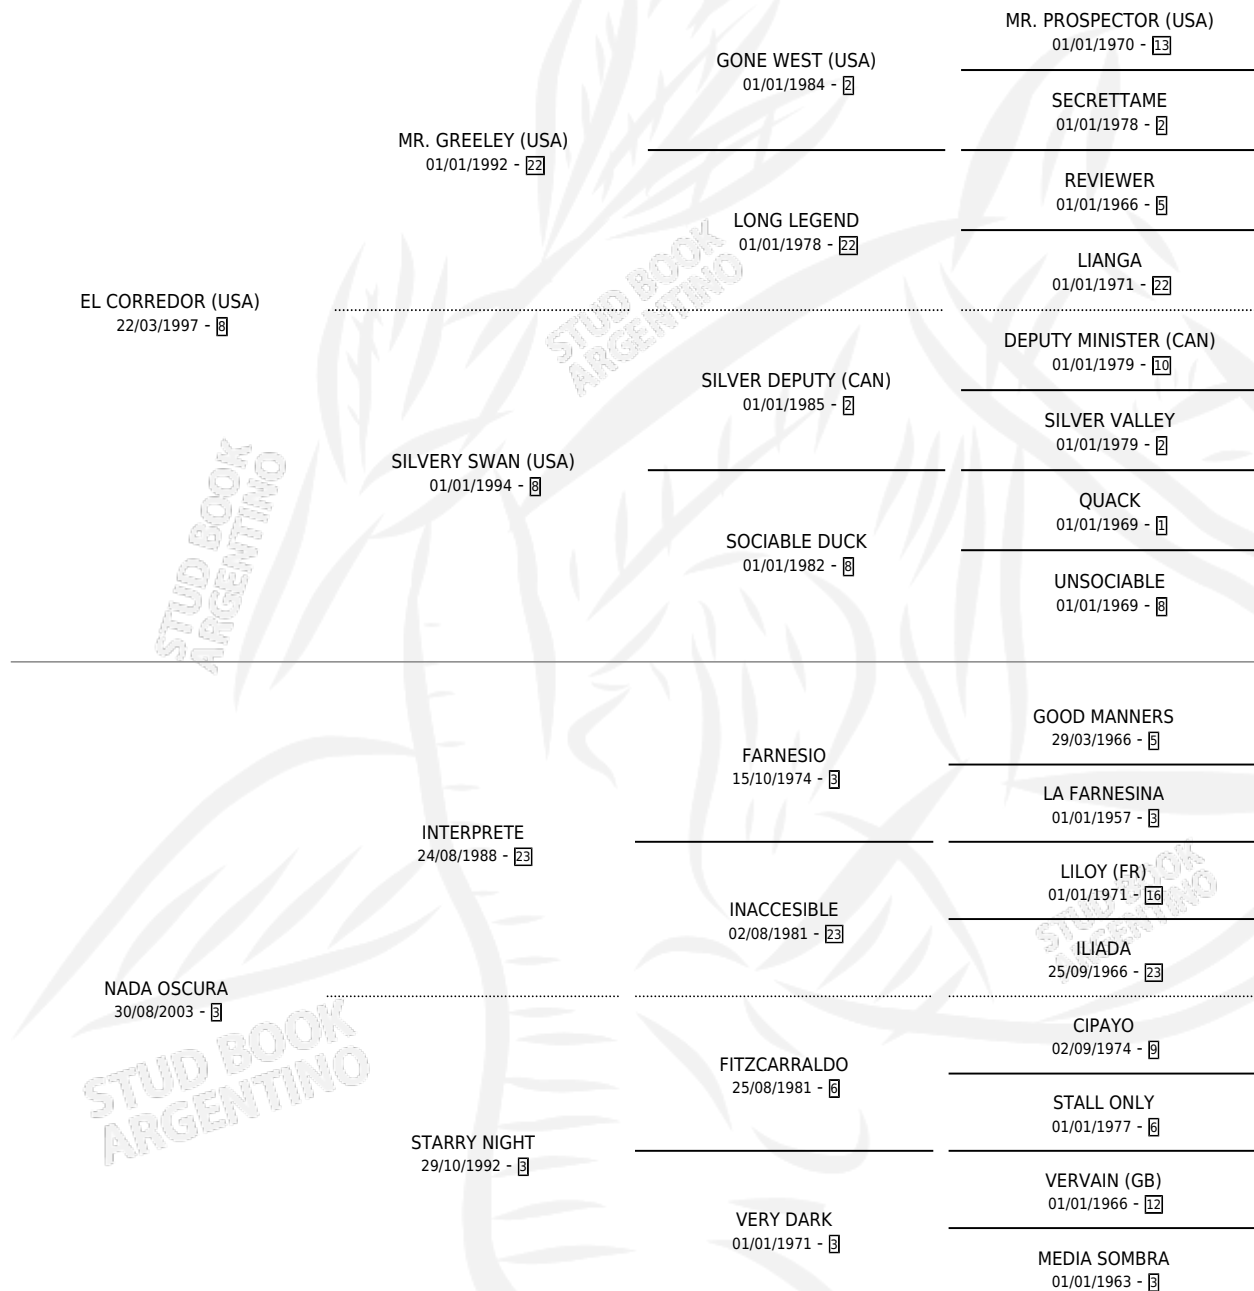 MR. PROSPECTOR (USA)
01/01/1970 - 13
GONE WEST (USA)
01/01/1984 - 2
SECRETTAME
01/01/1978 - 2
MR. GREELEY (USA)
01/01/1992 - 22
REVIEWER
01/01/1966 - 5
LONG LEGEND
01/01/1978 - 22
LIANGA
01/01/1971 - 22
EL CORREDOR (USA)
22/03/1997 - 8
DEPUTY MINISTER (CAN)
01/01/1979 - 10
SILVER DEPUTY (CAN)
01/01/1985 - 2
SILVER VALLEY
01/01/1979 - 2
SILVERY SWAN (USA)
01/01/1994 - 8
QUACK
01/01/1969 - 1
SOCIABLE DUCK
01/01/1982 - 8
UNSOCIABLE
01/01/1969 - 8
GOOD MANNERS
29/03/1966 - 5
FARNESIO
15/10/1974 - 3
LA FARNESINA
01/01/1957 - 3
INTERPRETE
24/08/1988 - 23
LILOY (FR)
01/01/1971 - 16
INACCESIBLE
02/08/1981 - 23
ILIADA
25/09/1966 - 23
NADA OSCURA
30/08/2003 - 3
CIPAYO
02/09/1974 - 9
FITZCARRALDO
25/08/1981 - 6
STALL ONLY
01/01/1977 - 6
STARRY NIGHT
29/10/1992 - 3
VERVAIN (GB)
01/01/1966 - 12
VERY DARK
01/01/1971 - 3
MEDIA SOMBRA
01/01/1963 - 3
STUD BOOK
ARGENTINO
STUD BOOK
ARGENTINO
STUD BOOK
ARGENTINO
STUD BOOK
ARGENTINO